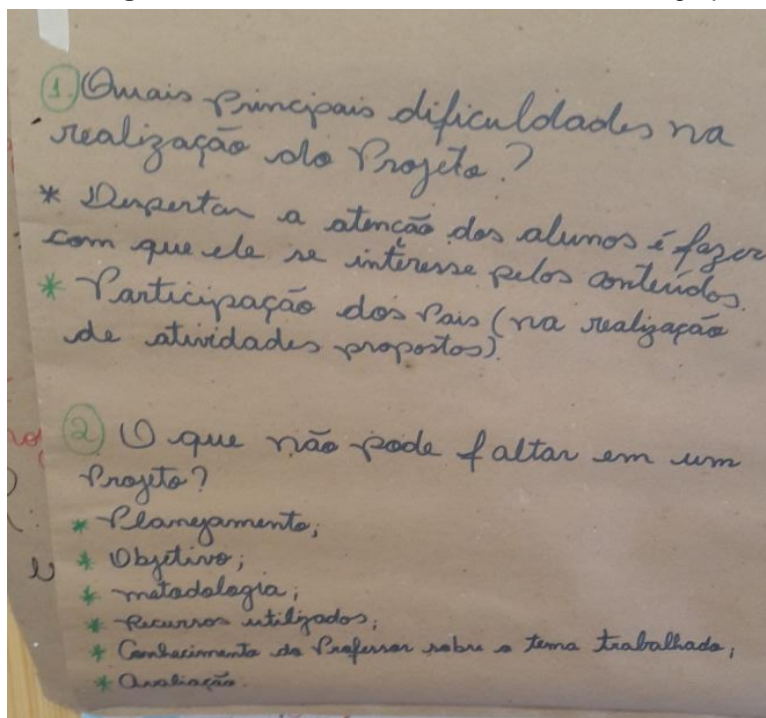 1. Quais Principais dificuldades na
realização do Projeto?
* Despertar a atenção dos alunos é fazer
com que ele se interesse pelos conteúdos.
* Participação dos Pais (na realização
de atividades propostos).
2 O que não pode faltar em um
Projeto?
* Planejamento;
* Objetivo;
* metodologia;
* Recursos utilizados;
* Conhecimento do Professor sobre o tema trabalhado;
* Avaliação.